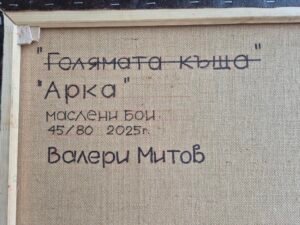 "Голямата къща"
"Арка"
маслени бои
45/80 2025г.
Валери Митов